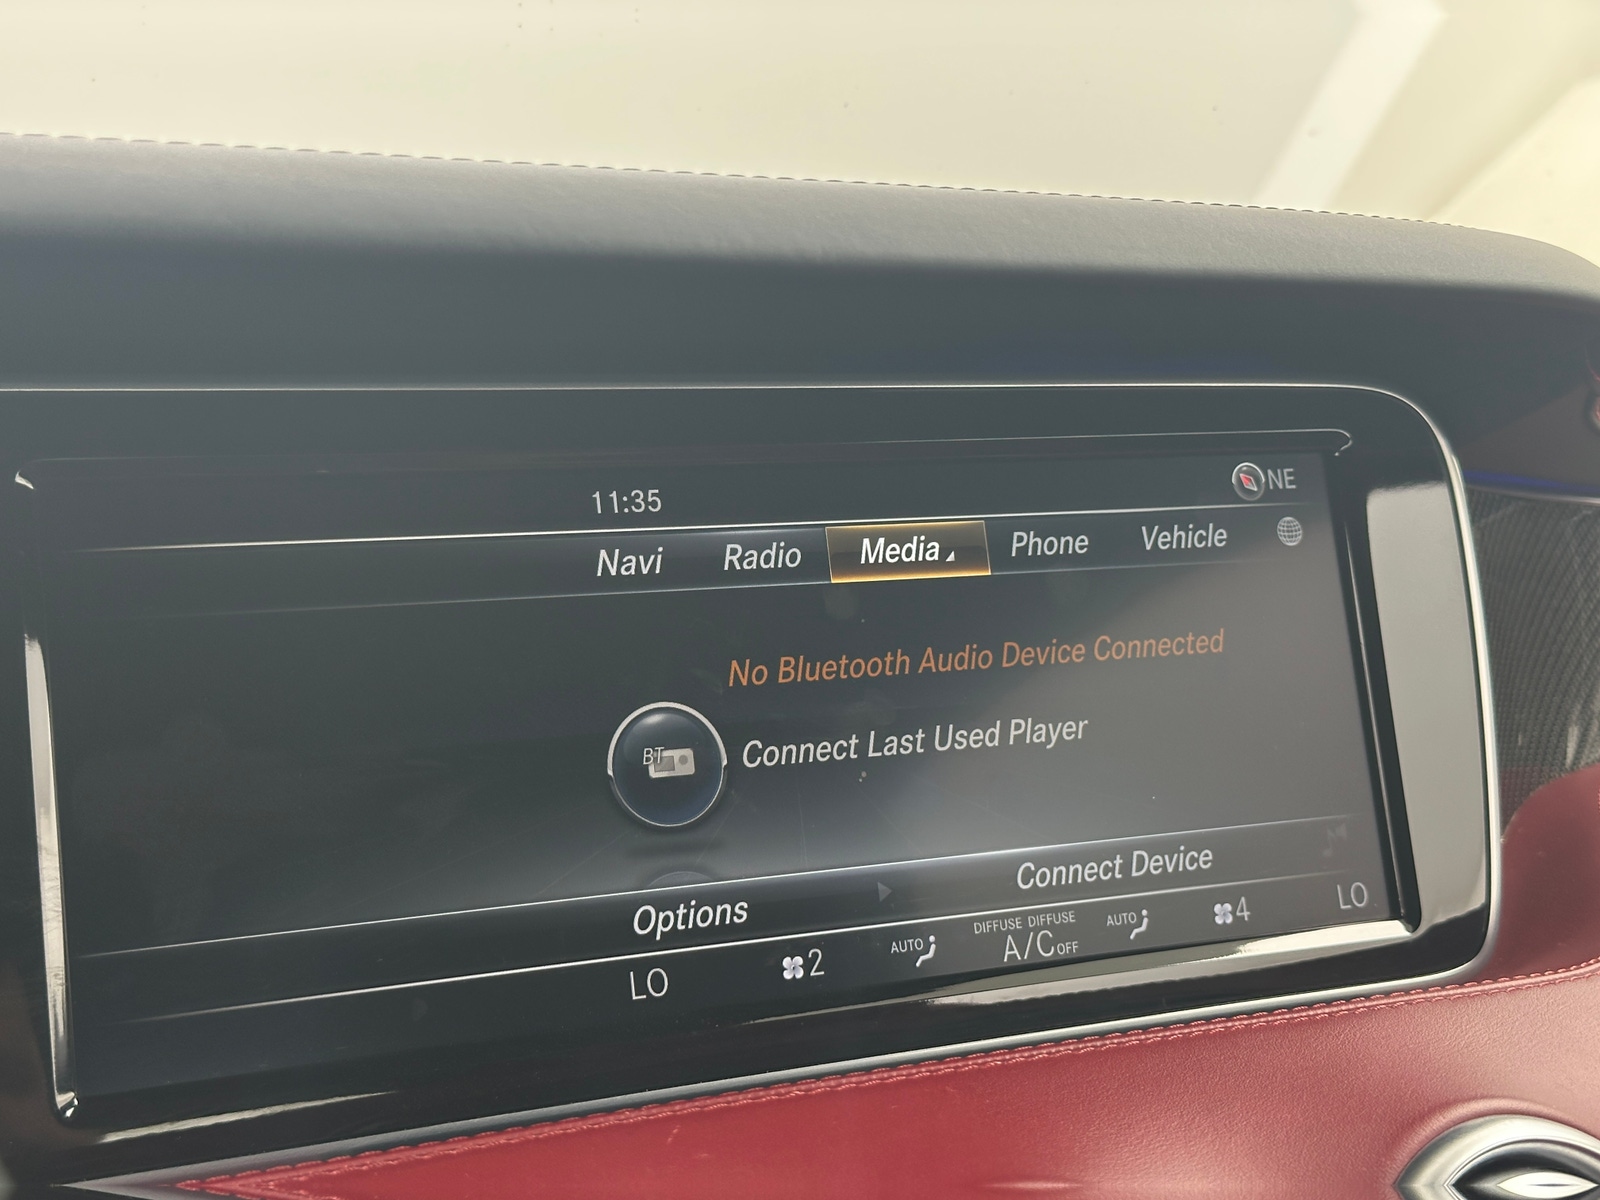 11:35
NE
Navi Radio Media Phone Vehicle
No Bluetooth Audio Device Connected
BT
Connect Last Used Player
Options Connect Device
LO 2 AUTO DIFFUSE DIFFUSE AUTO 4 LO
A/C OFF